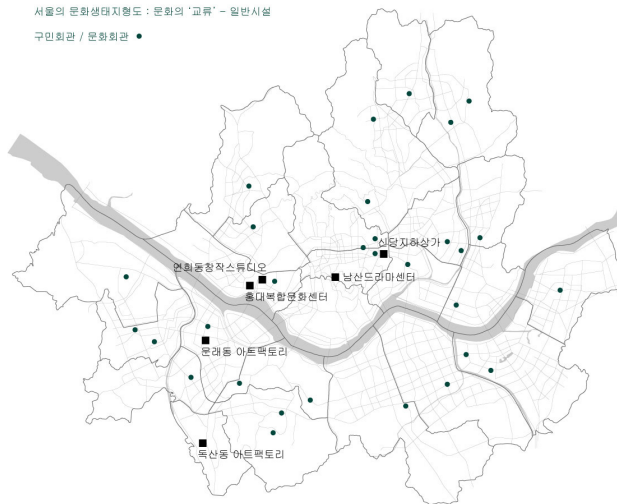 서울의 문화생태지형도 : 문화의 ‘교류’ – 일반시설
구민회관 / 문화회관
신당지하상가
연희동창작스튜디오
남산드라마센터
홍대복합문화센터
문래동 아트팩토리
독산동 아트팩토리